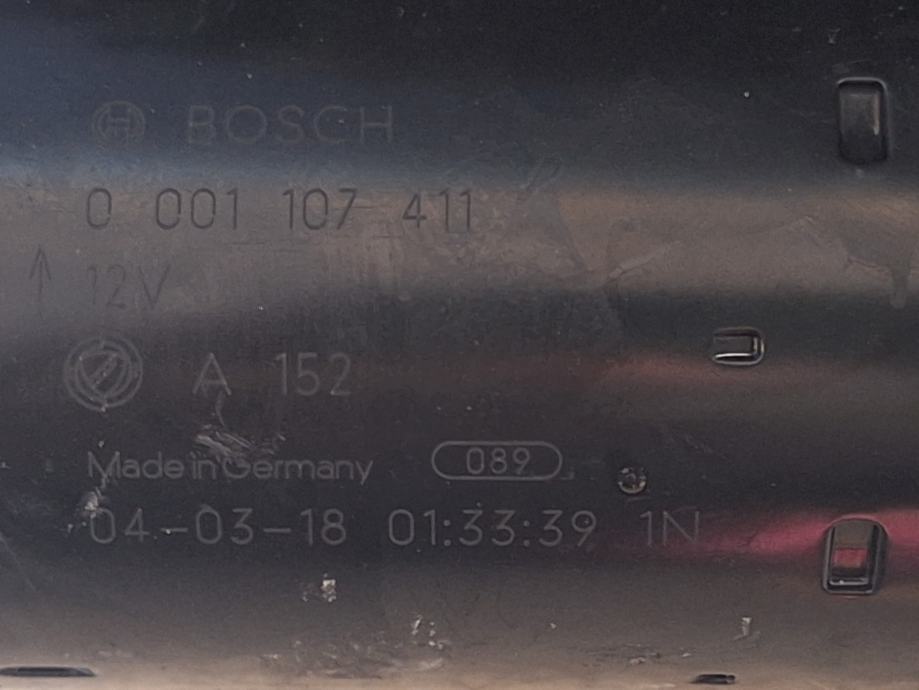 BOSCH
0 001 107 411
12V
A 152
Made in Germany 089
04-03-18 01:33:39 1N